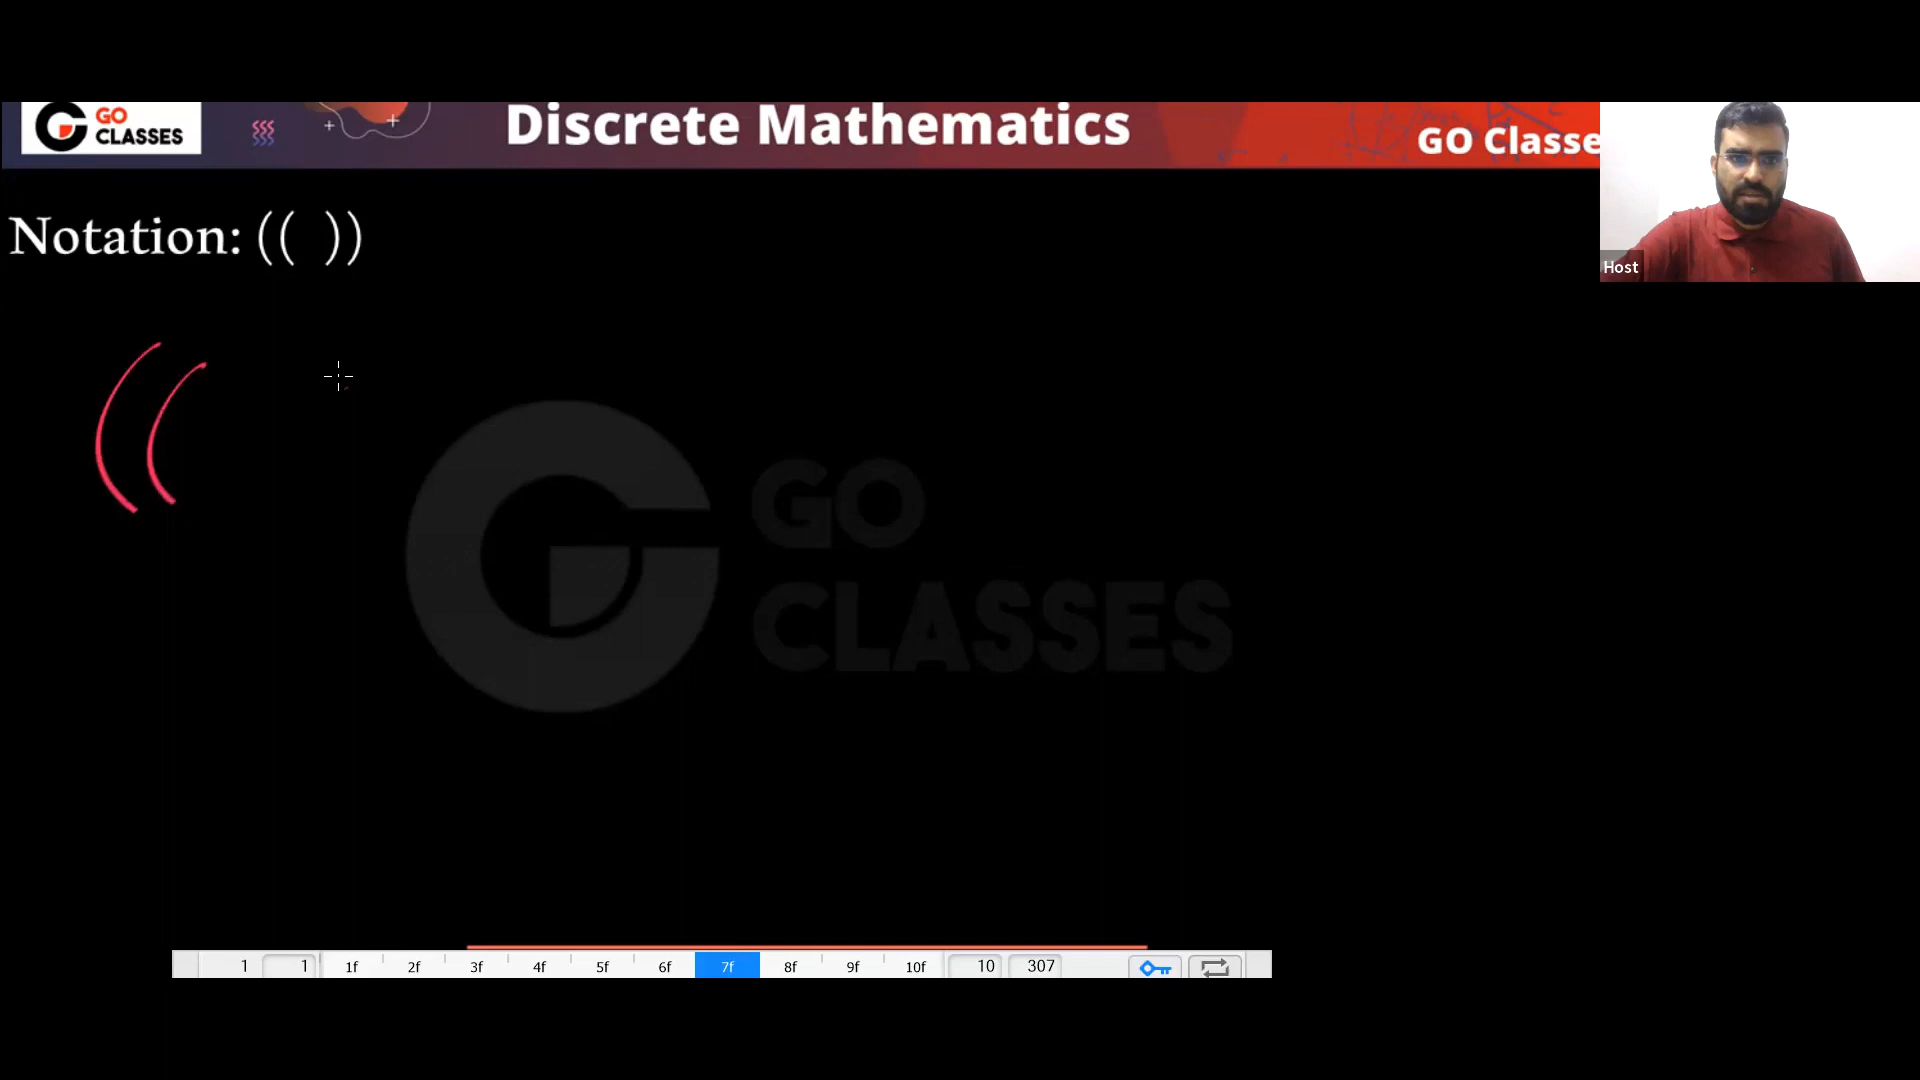 GO
CLASSES
Discrete Mathematics
GO Classe
Notation: (( ))
Host
((
GO
CLASSES
1 1 1f 2f 3f 4f 5f 6f 7f 8f 9f 10f 10 307